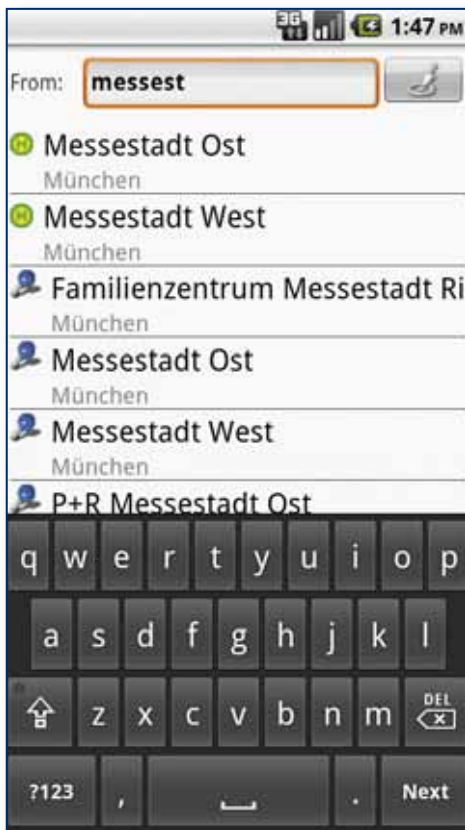 3G 1:47 PM
From: messest
H Messestadt Ost
München
H Messestadt West
München
Familienzentrum Messestadt Ri
München
Messestadt Ost
München
Messestadt West
München
P+R Messestadt Ost
q w e r t y u i o p
a s d f g h j k l
z x c v b n m DEL
?123 , . Next